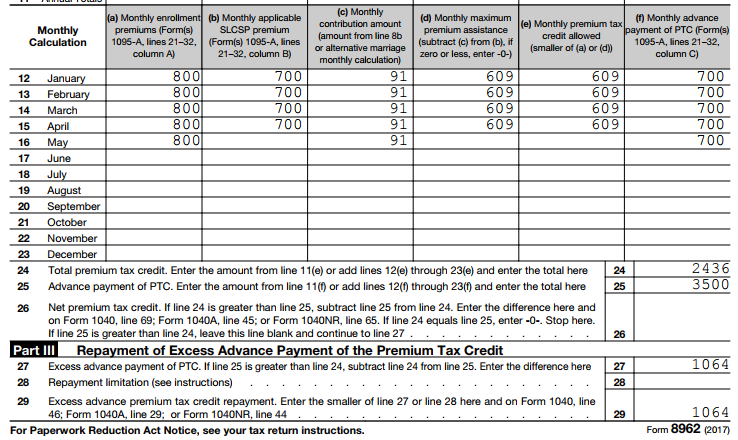 Monthly Calculation
(a) Monthly enrollment premiums (Form(s) 1095-A, lines 21–32, column A)
(b) Monthly applicable SLCSP premium (Form(s) 1095-A, lines 21–32, column B)
(c) Monthly contribution amount (amount from line 8b or alternative marriage monthly calculation)
(d) Monthly maximum premium assistance (subtract (c) from (b), if zero or less, enter -0-)
(e) Monthly premium tax credit allowed (smaller of (a) or (d))
(f) Monthly advance payment of PTC (Form(s) 1095-A, lines 21–32, column C)
12 January 800 700 91 609 609 700
13 February 800 700 91 609 609 700
14 March 800 700 91 609 609 700
15 April 800 700 91 609 609 700
16 May 800 91 700
17 June
18 July
19 August
20 September
21 October
22 November
23 December
24 Total premium tax credit. Enter the amount from line 11(e) or add lines 12(e) through 23(e) and enter the total here 24 2436
25 Advance payment of PTC. Enter the amount from line 11(f) or add lines 12(f) through 23(f) and enter the total here 25 3500
26 Net premium tax credit. If line 24 is greater than line 25, subtract line 25 from line 24. Enter the difference here and
on Form 1040, line 69; Form 1040A, line 45; or Form 1040NR, line 65. If line 24 equals line 25, enter -0-. Stop here.
If line 25 is greater than line 24, leave this line blank and continue to line 27 . . . . . . . . . . . 26
Part III Repayment of Excess Advance Payment of the Premium Tax Credit
27 Excess advance payment of PTC. If line 25 is greater than line 24, subtract line 24 from line 25. Enter the difference here 27 1064
28 Repayment limitation (see instructions) . . . . . . . . . . . . . . . . . 28
29 Excess advance premium tax credit repayment. Enter the smaller of line 27 or line 28 here and on Form 1040, line
46; Form 1040A, line 29; or Form 1040NR, line 44 . . . . . . . . . . . . . . 29 1064
For Paperwork Reduction Act Notice, see your tax return instructions. Form 8962 (2017)